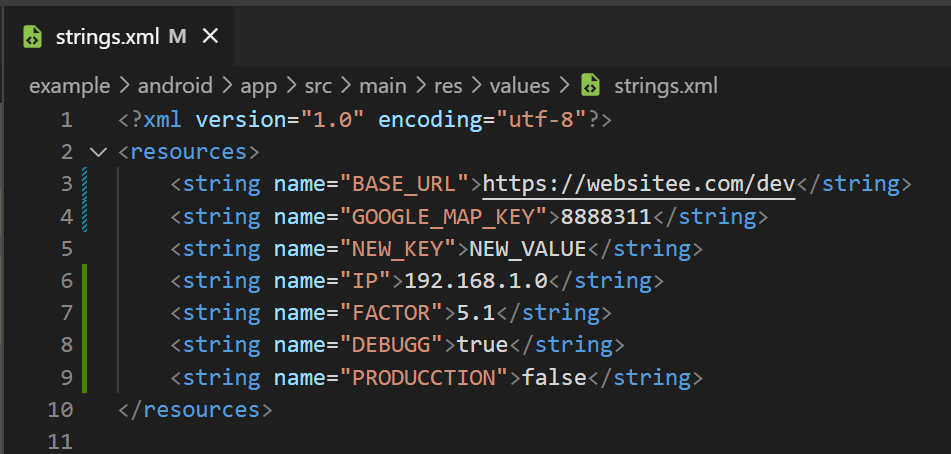 strings.xml M ×
example > android > app > src > main > res > values > strings.xml
1 <?xml version="1.0" encoding="utf-8"?>
2 <resources>
3 <string name="BASE_URL">https://websitee.com/dev</string>
4 <string name="GOOGLE_MAP_KEY">8888311</string>
5 <string name="NEW_KEY">NEW_VALUE</string>
6 <string name="IP">192.168.1.0</string>
7 <string name="FACTOR">5.1</string>
8 <string name="DEBUGG">true</string>
9 <string name="PRODUCCTION">false</string>
10 </resources>
11